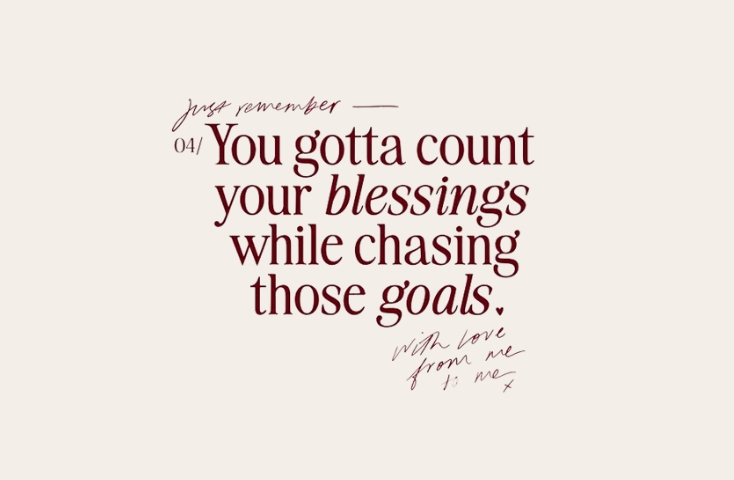 just remember —
04/ You gotta count
your blessings
while chasing
those goals.
with love
from me
to me x